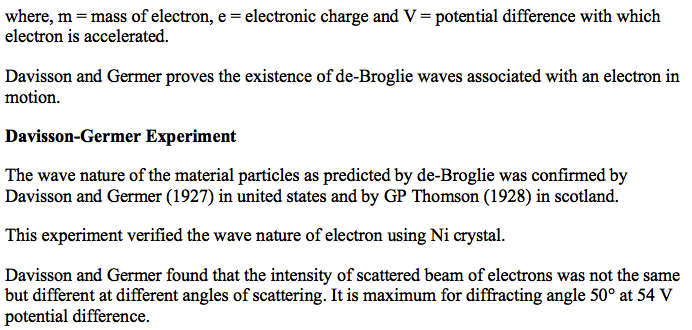 where, m = mass of electron, e = electronic charge and V = potential difference with which
electron is accelerated.
Davisson and Germer proves the existence of de-Broglie waves associated with an electron in
motion.
Davisson-Germer Experiment
The wave nature of the material particles as predicted by de-Broglie was confirmed by
Davisson and Germer (1927) in united states and by GP Thomson (1928) in scotland.
This experiment verified the wave nature of electron using Ni crystal.
Davisson and Germer found that the intensity of scattered beam of electrons was not the same
but different at different angles of scattering. It is maximum for diffracting angle 50° at 54 V
potential difference.